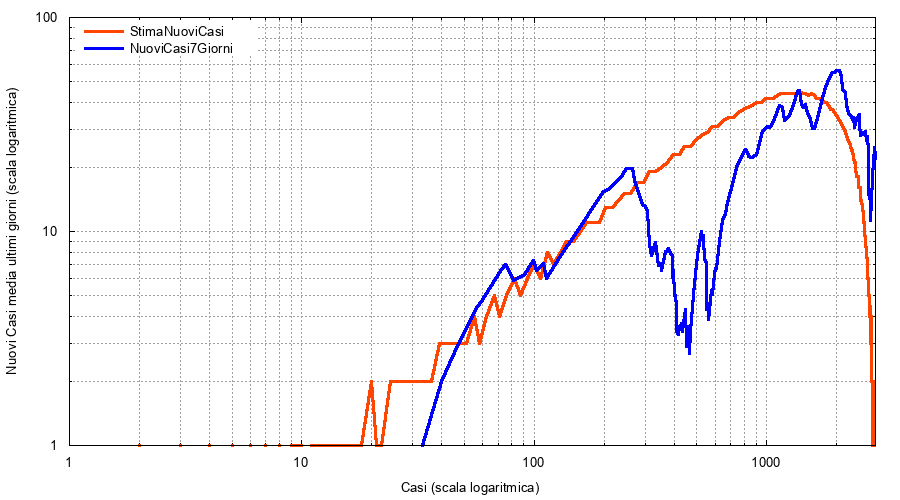 100
StimaNuoviCasi
NuoviCasi7Giorni
Nuovi Casi media ultimi giorni (scala logaritmica)
10
1
1
10
100
1000
Casi (scala logaritmica)